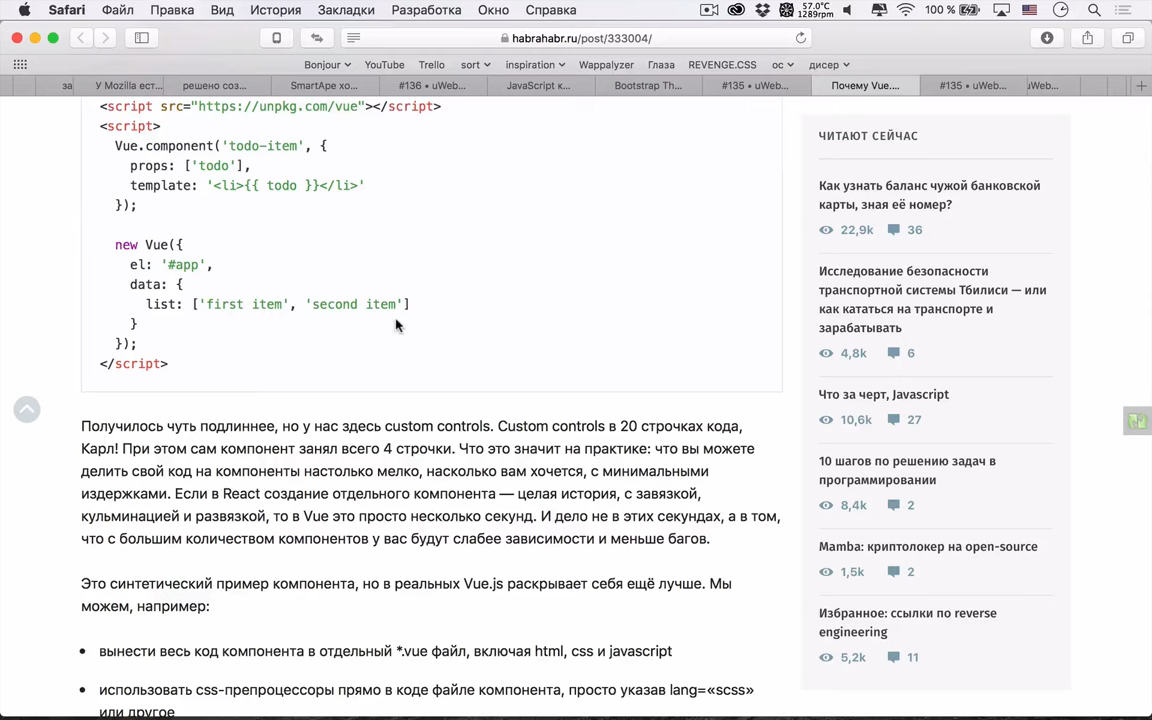 Safari Файл Правка Вид История Закладки Разработка Окно Справка 57.0°C 1289rpm 100 %
habrahabr.ru/post/333004/
Bonjour YouTube Trello sort inspiration Wappalyzer Глаза REVENGE.CSS ос дисер
за У Mozilla ест... решено соз... SmartApe хо... #136 – uWeb... JavaScript к... Bootstrap Th... #135 – uWeb... Почему Vue.... #135 – uWeb... uWeb...
<script src="https://unpkg.com/vue"></script>
<script>
Vue.component('todo-item', {
props: ['todo'],
template: '<li>{{ todo }}</li>'
});
new Vue({
el: '#app',
data: {
list: ['first item', 'second item']
}
});
</script>
Получилось чуть подлиннее, но у нас здесь custom controls. Custom controls в 20 строчках кода,
Карл! При этом сам компонент занял всего 4 строчки. Что это значит на практике: что вы можете
делить свой код на компоненты настолько мелко, насколько вам хочется, с минимальными
издержками. Если в React создание отдельного компонента — целая история, с завязкой,
кульминацией и развязкой, то в Vue это просто несколько секунд. И дело не в этих секундах, а в том,
что с большим количеством компонентов у вас будут слабее зависимости и меньше багов.
Это синтетический пример компонента, но в реальных Vue.js раскрывает себя ещё лучше. Мы
можем, например:
• вынести весь код компонента в отдельный *.vue файл, включая html, css и javascript
• использовать css-препроцессоры прямо в коде файле компонента, просто указав lang=«scss»
или другое
ЧИТАЮТ СЕЙЧАС
Как узнать баланс чужой банковской
карты, зная её номер?
22,9k 36
Исследование безопасности
транспортной системы Тбилиси — или
как кататься на транспорте и
зарабатывать
4,8k 6
Что за черт, Javascript
10,6k 27
10 шагов по решению задач в
программировании
8,4k 2
Mamba: криптолокер на open-source
1,5k 2
Избранное: ссылки по reverse
engineering
5,2k 11